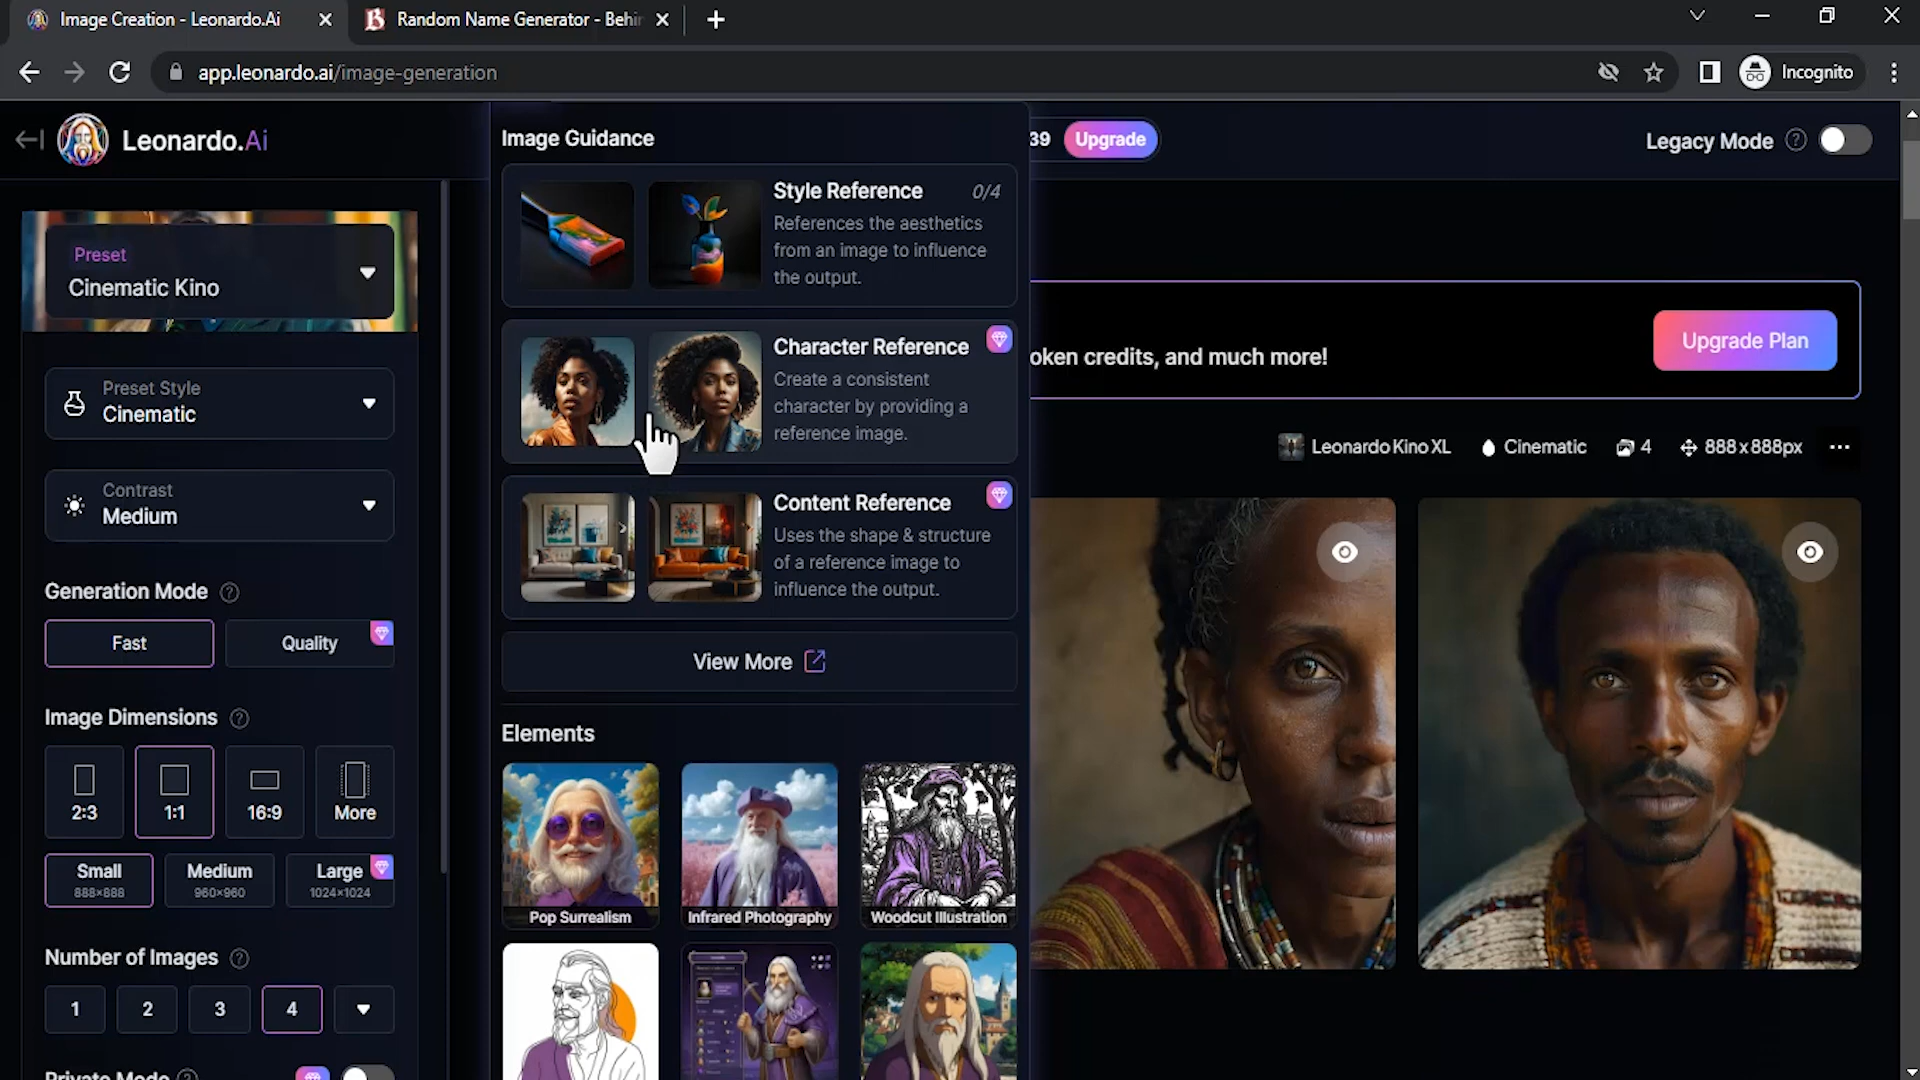 Image Creation - Leonardo.Ai
Random Name Generator - Behin
app.leonardo.ai/image-generation
Incognito
Leonardo.Ai
Preset
Cinematic Kino
Preset Style
Cinematic
Contrast
Medium
Generation Mode
Fast
Quality
Image Dimensions
2:3
1:1
16:9
More
Small
888×888
Medium
960×960
Large
1024×1024
Number of Images
1
2
3
4
Private Mode
Image Guidance
Style Reference
0/4
References the aesthetics
from an image to influence
the output.
Character Reference
Create a consistent
character by providing a
reference image.
Content Reference
Uses the shape & structure
of a reference image to
influence the output.
View More
Elements
Pop Surrealism
Infrared Photography
Woodcut Illustration
39
Upgrade
Legacy Mode
oken credits, and much more!
Upgrade Plan
Leonardo Kino XL
Cinematic
4
888x888px